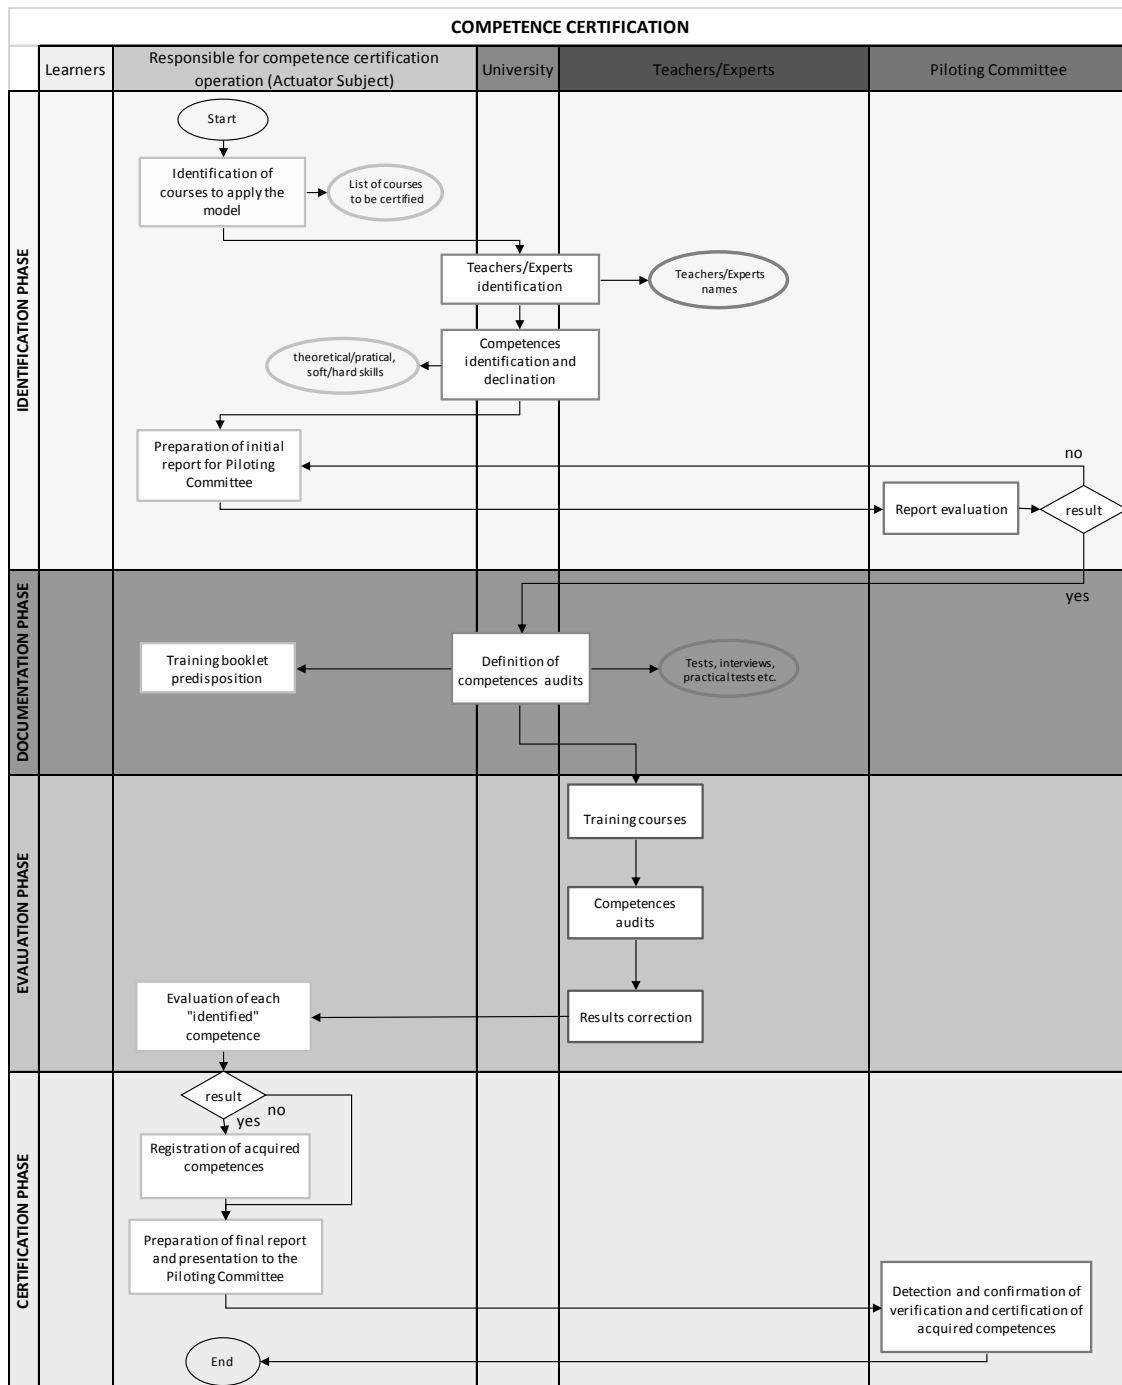 COMPETENCE CERTIFICATION
Learners
Responsible for competence certification
operation (Actuator Subject)
University
Teachers/Experts
Piloting Committee
IDENTIFICATION PHASE
Start
Identification of
courses to apply the
model
List of courses
to be certified
Teachers/Experts
identification
Teachers/Experts
names
Competences
identification and
declination
theoretical/pratical,
soft/hard skills
Preparation of initial
report for Piloting
Committee
no
Report evaluation
result
yes
DOCUMENTATION PHASE
Training booklet
predisposition
Definition of
competences audits
Tests, interviews,
practical tests etc.
EVALUATION PHASE
Training courses
Competences
audits
Evaluation of each
"identified"
competence
Results correction
CERTIFICATION PHASE
result
no
yes
Registration of acquired
competences
Preparation of final report
and presentation to the
Piloting Committee
Detection and confirmation of
verification and certification of
acquired competences
End